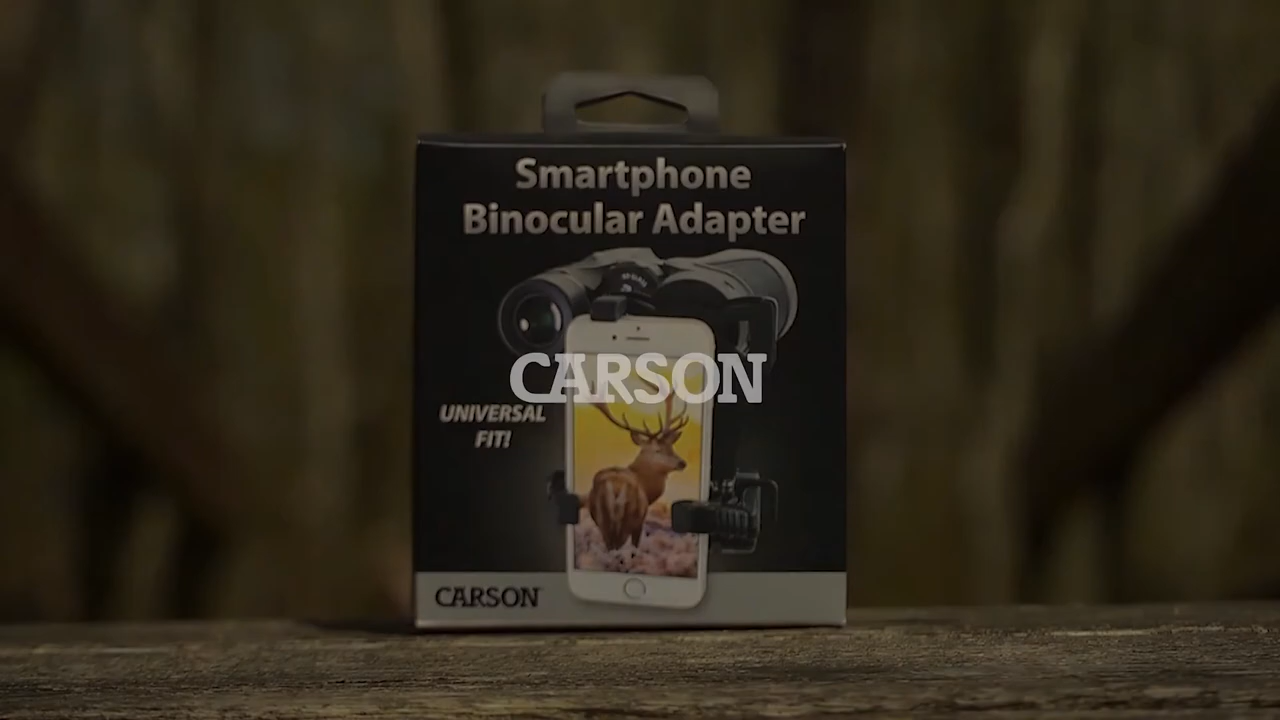 Smartphone
Binocular Adapter
CARSON
UNIVERSAL
FIT!
CARSON